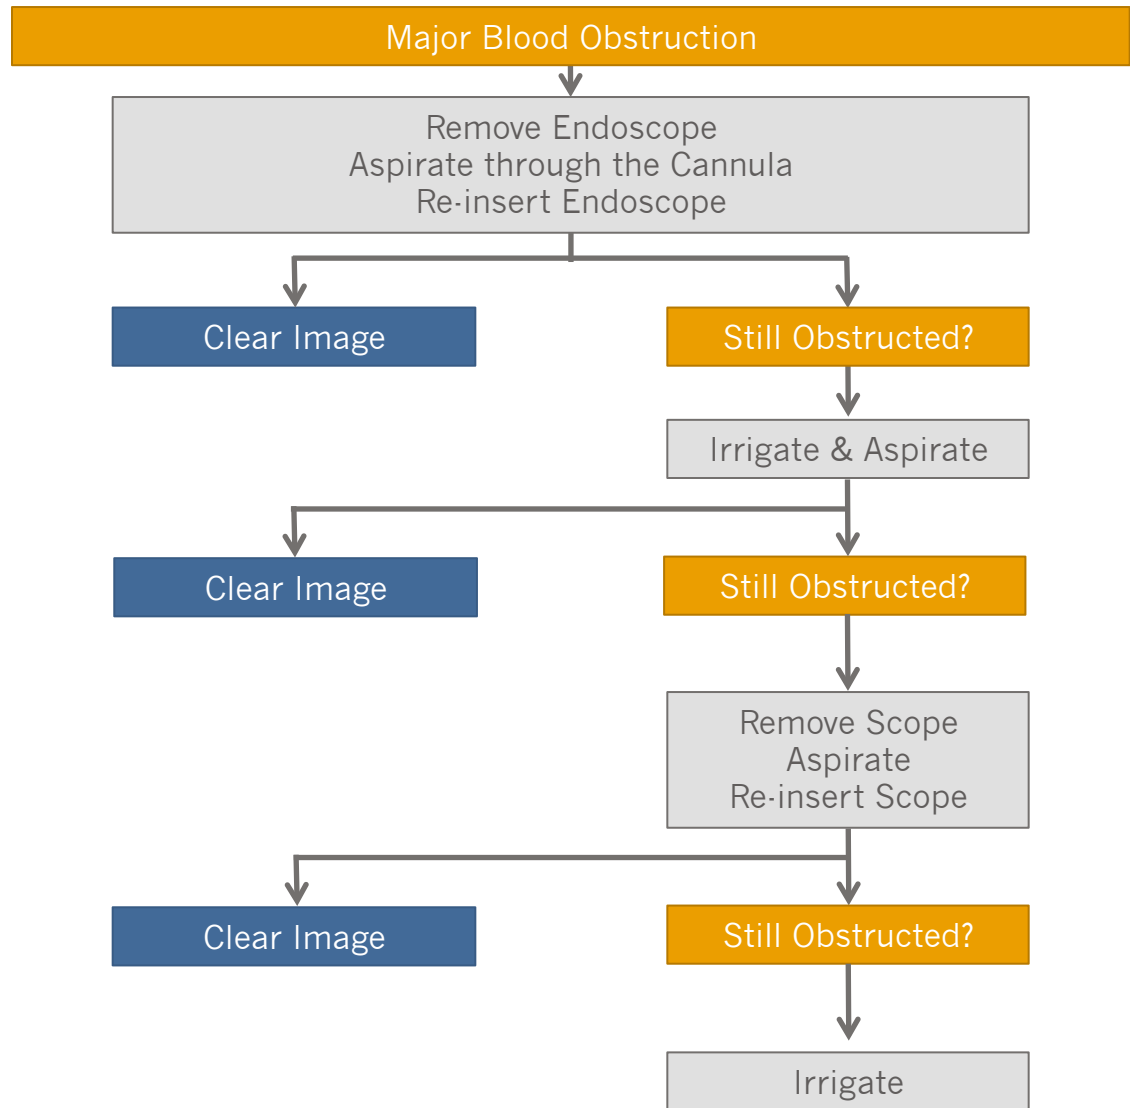 Major Blood Obstruction
Remove Endoscope
Aspirate through the Cannula
Re-insert Endoscope
Clear Image
Still Obstructed?
Irrigate & Aspirate
Clear Image
Still Obstructed?
Remove Scope
Aspirate
Re-insert Scope
Clear Image
Still Obstructed?
Irrigate